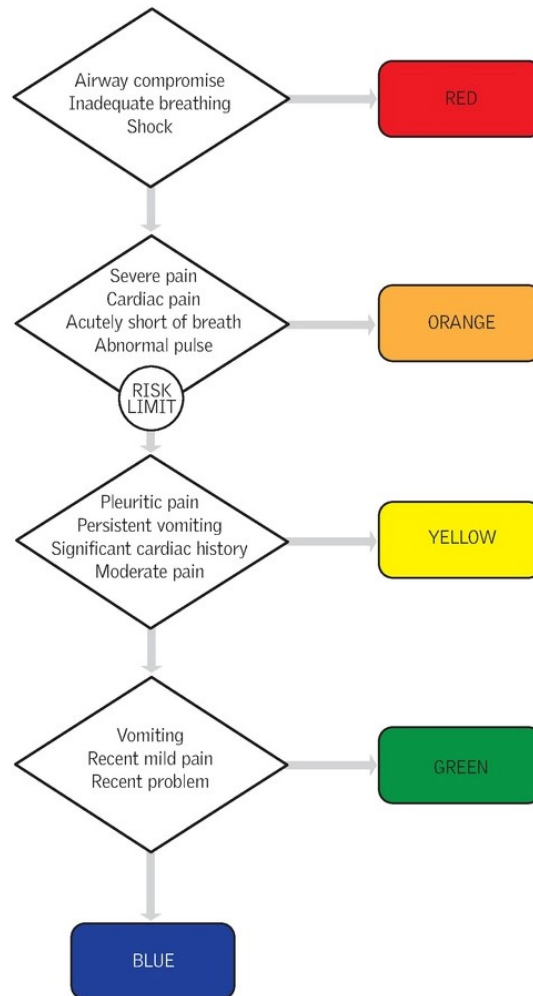 Airway compromise
Inadequate breathing
Shock
RED
Severe pain
Cardiac pain
Acutely short of breath
Abnormal pulse
ORANGE
RISK
LIMIT
Pleuritic pain
Persistent vomiting
Significant cardiac history
Moderate pain
YELLOW
Vomiting
Recent mild pain
Recent problem
GREEN
BLUE